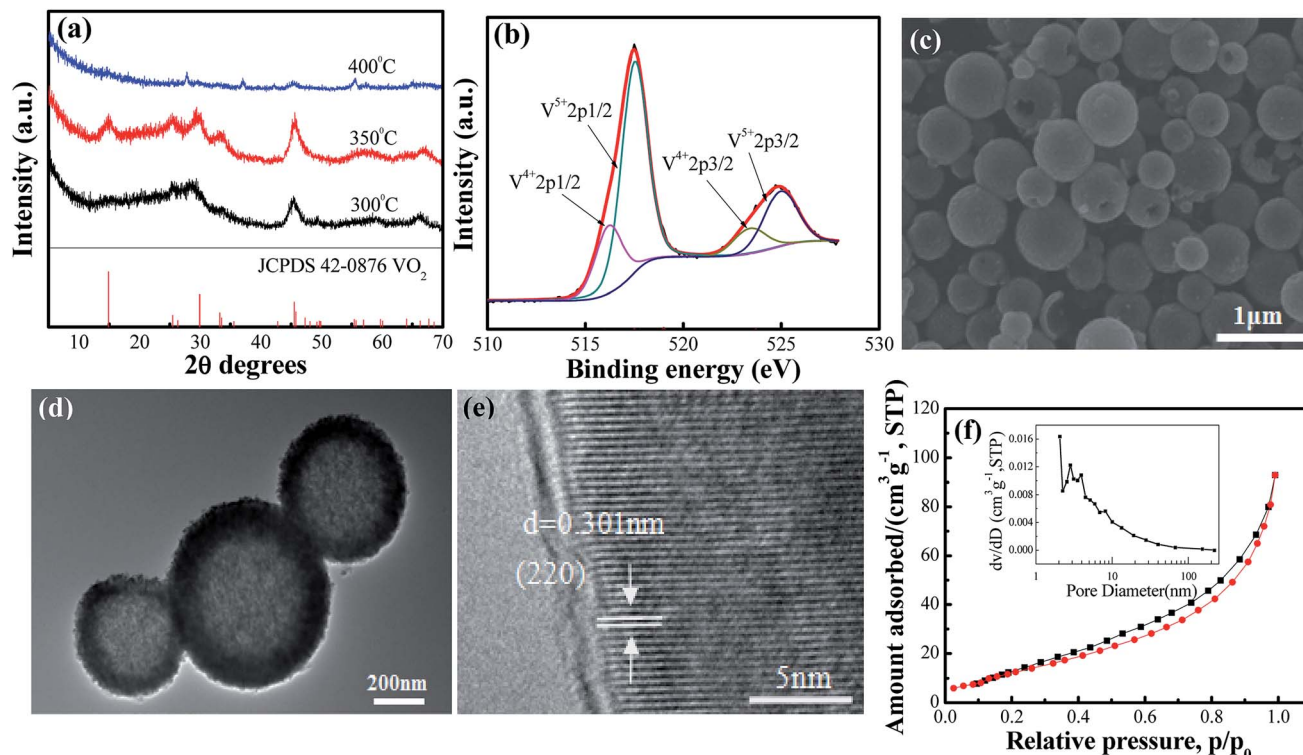 (a)
400⁰C
350⁰C
300⁰C
JCPDS 42-0876 VO₂
Intensity (a.u.)
10 20 30 40 50 60 70
2θ degrees
(b)
V⁵⁺2p1/2
V⁴⁺2p1/2
V⁵⁺2p3/2
V⁴⁺2p3/2
Intensity (a.u.)
510 515 520 525 530
Binding energy (eV)
(c)
1μm
(d)
200nm
(e)
d=0.301nm
(220)
5nm
(f)
Amount adsorbed/(cm³g⁻¹, STP)
120
100
80
60
40
20
0
0.0 0.2 0.4 0.6 0.8 1.0
Relative pressure, p/p₀
dv/dD (cm³g⁻¹,STP)
0.016
0.012
0.008
0.004
0.000
1 10 100
Pore Diameter(nm)